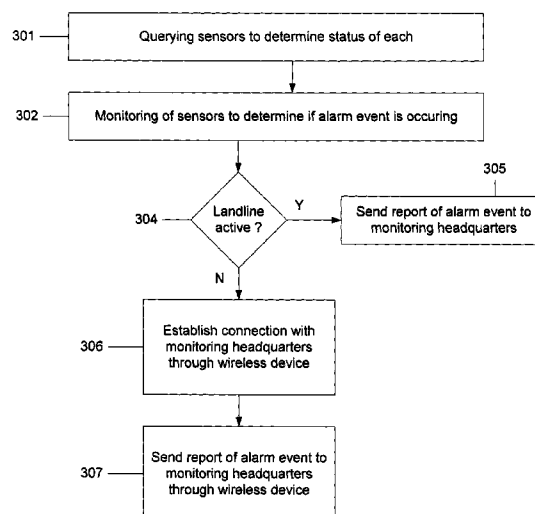 301
Querying sensors to determine status of each
302
Monitoring of sensors to determine if alarm event is occuring
304
Landline
active ?
Y
305
Send report of alarm event to
monitoring headquarters
N
306
Establish connection with
monitoring headquarters
through wireless device
307
Send report of alarm event to
monitoring headquarters
through wireless device